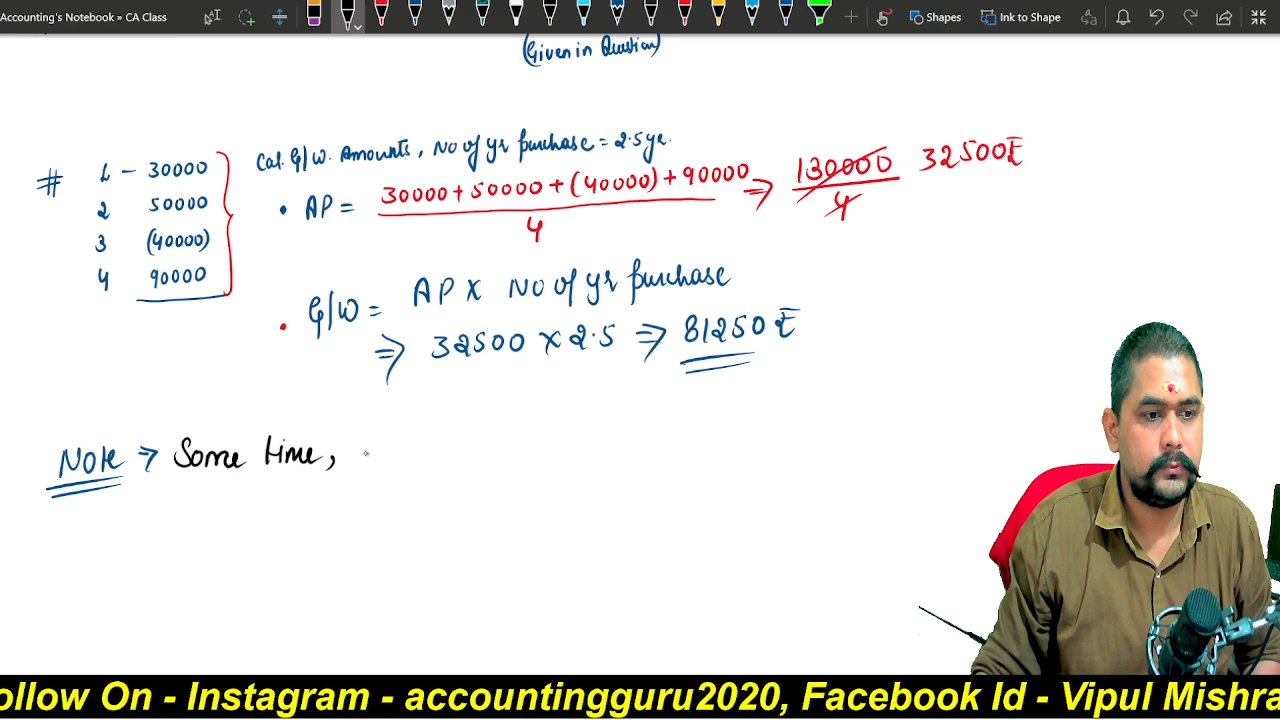 Accounting's Notebook » CA Class
Shapes
Ink to Shape
(Given in Question)
# 1 - 30000
2 50000
3 (40000)
4 90000
Cal. G/W. Amounts, No of yr purchase = 2.5 yr.
• AP = 30000 + 50000 + (40000) + 90000 / 4 ⇒ 130000 / 4 32500
• G/W = AP X No of yr purchase
⇒ 32500 × 2.5 ⇒ 81250
Note ⇒ Some time,
ollow On - Instagram - accountingguru2020, Facebook Id - Vipul Mishra